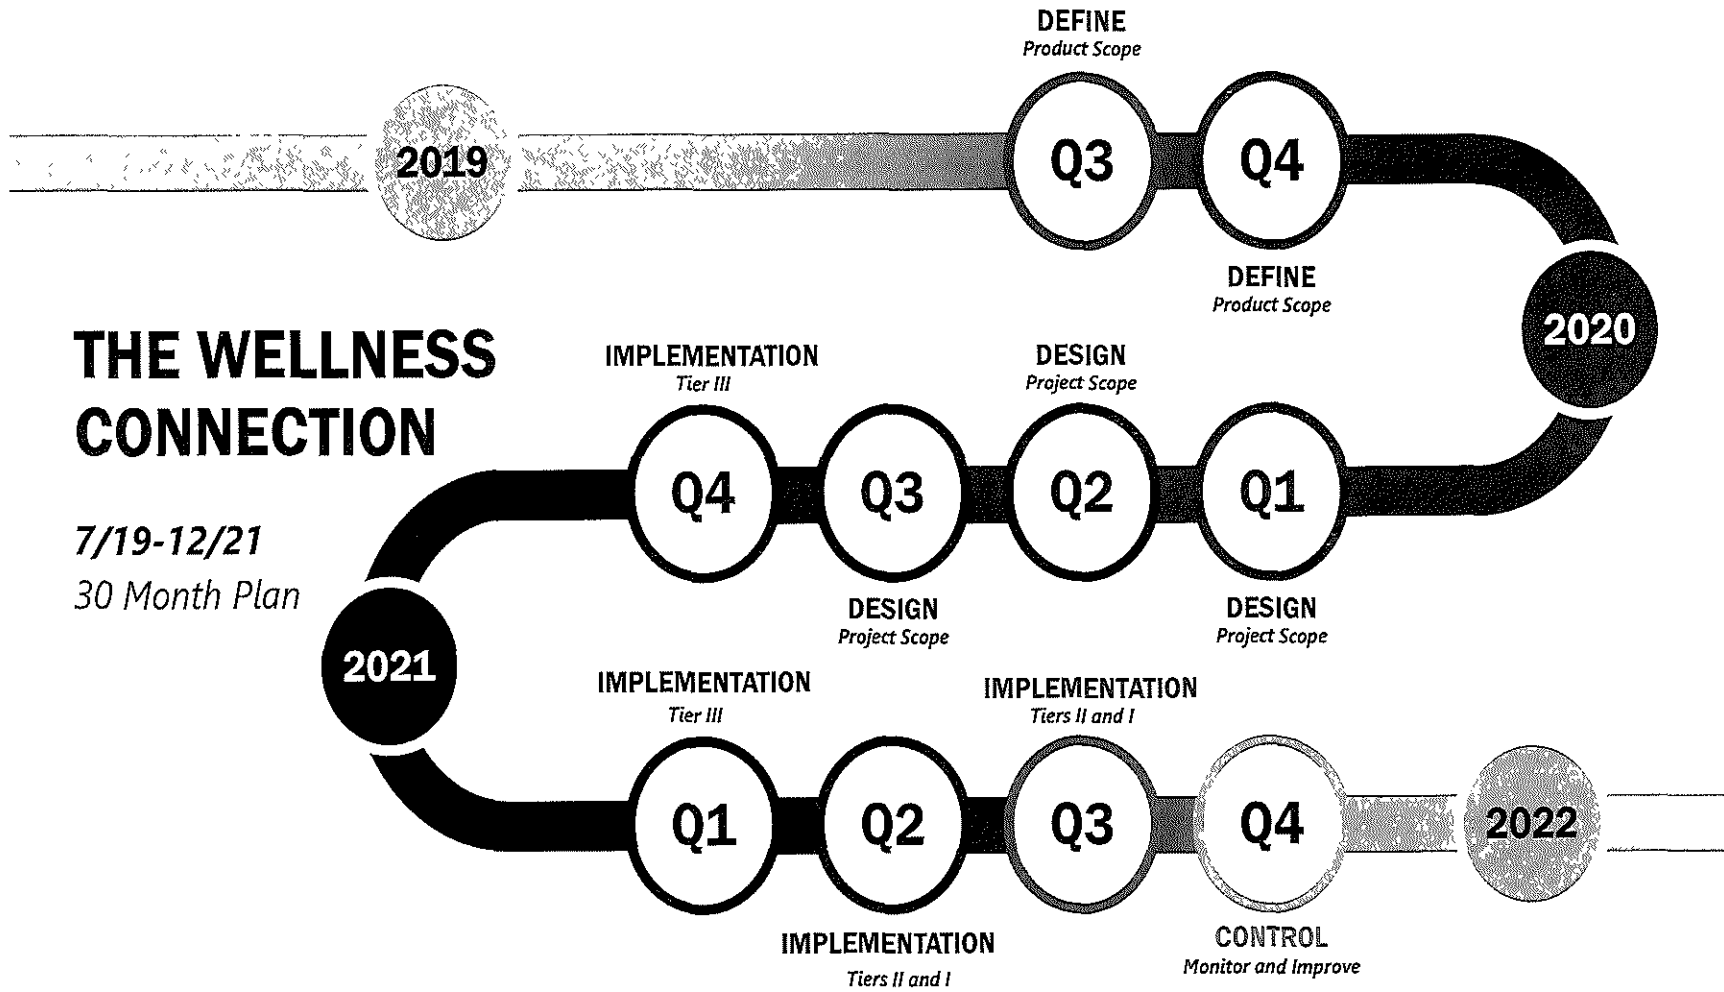 DEFINE
Product Scope
2019
Q3
Q4
DEFINE
Product Scope
2020
THE WELLNESS
CONNECTION
7/19-12/21
30 Month Plan
IMPLEMENTATION
Tier III
DESIGN
Project Scope
Q4
Q3
Q2
Q1
DESIGN
Project Scope
DESIGN
Project Scope
2021
IMPLEMENTATION
Tier III
IMPLEMENTATION
Tiers II and I
Q1
Q2
Q3
Q4
2022
IMPLEMENTATION
Tiers II and I
CONTROL
Monitor and Improve